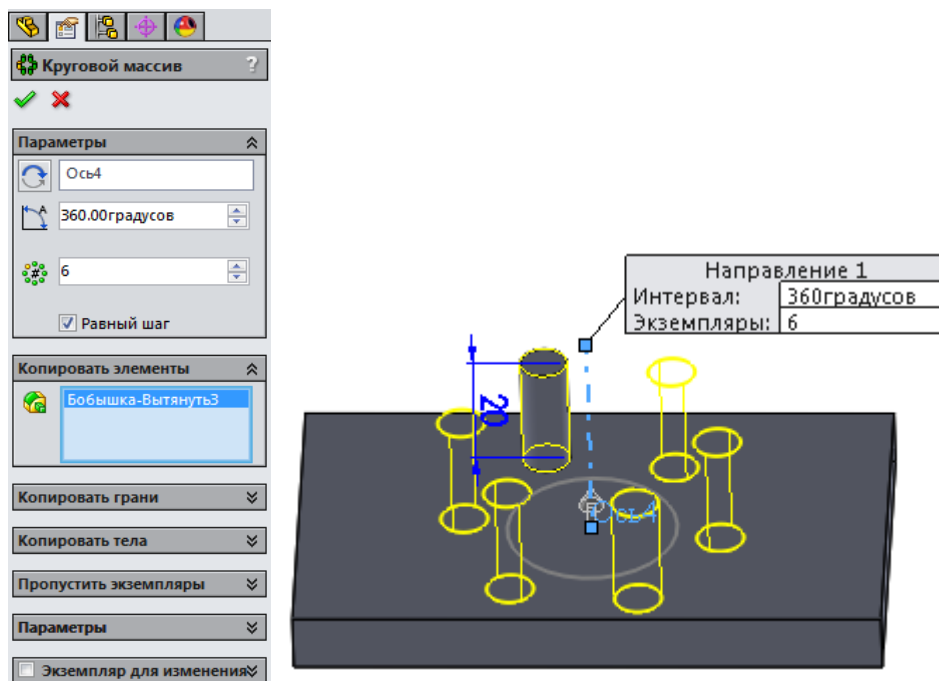 Круговой массив ?
Параметры
Ось4
360.00градусов
6
Равный шаг
Копировать элементы
Бобышка-Вытянуть3
Копировать грани
Копировать тела
Пропустить экземпляры
Параметры
Экземпляр для изменения
Направление 1
Интервал: 360градусов
Экземпляры: 6
20
Ось4